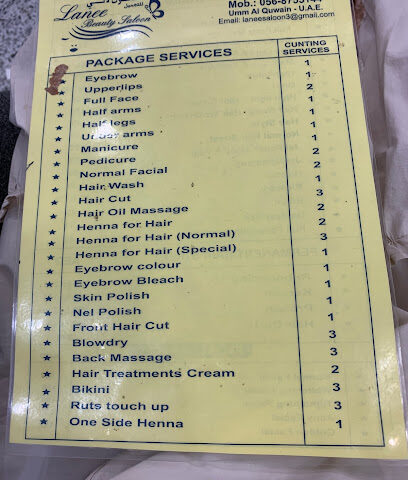 Lanee
Beauty Saloon
Mob.: 056-8755144
Umm Al Quwain - U.A.E.
Email: laneesaloon3@gmail.com
PACKAGE SERVICES CUNTING SERVICES
Eyebrow 1
Upperlips 1
Full Face 2
Half arms 1
Half legs 1
Under arms 1
Manicure 1
Pedicure 2
Normal Facial 2
Hair Wash 1
Hair Cut 3
Hair Oil Massage 2
Henna for Hair 2
Henna for Hair (Normal) 3
Henna for Hair (Special) 1
Eyebrow colour 1
Eyebrow Bleach 1
Skin Polish 1
Nel Polish 1
Front Hair Cut 1
Blowdry 3
Back Massage 3
Hair Treatments Cream 2
Bikini 3
Ruts touch up 3
One Side Henna 1